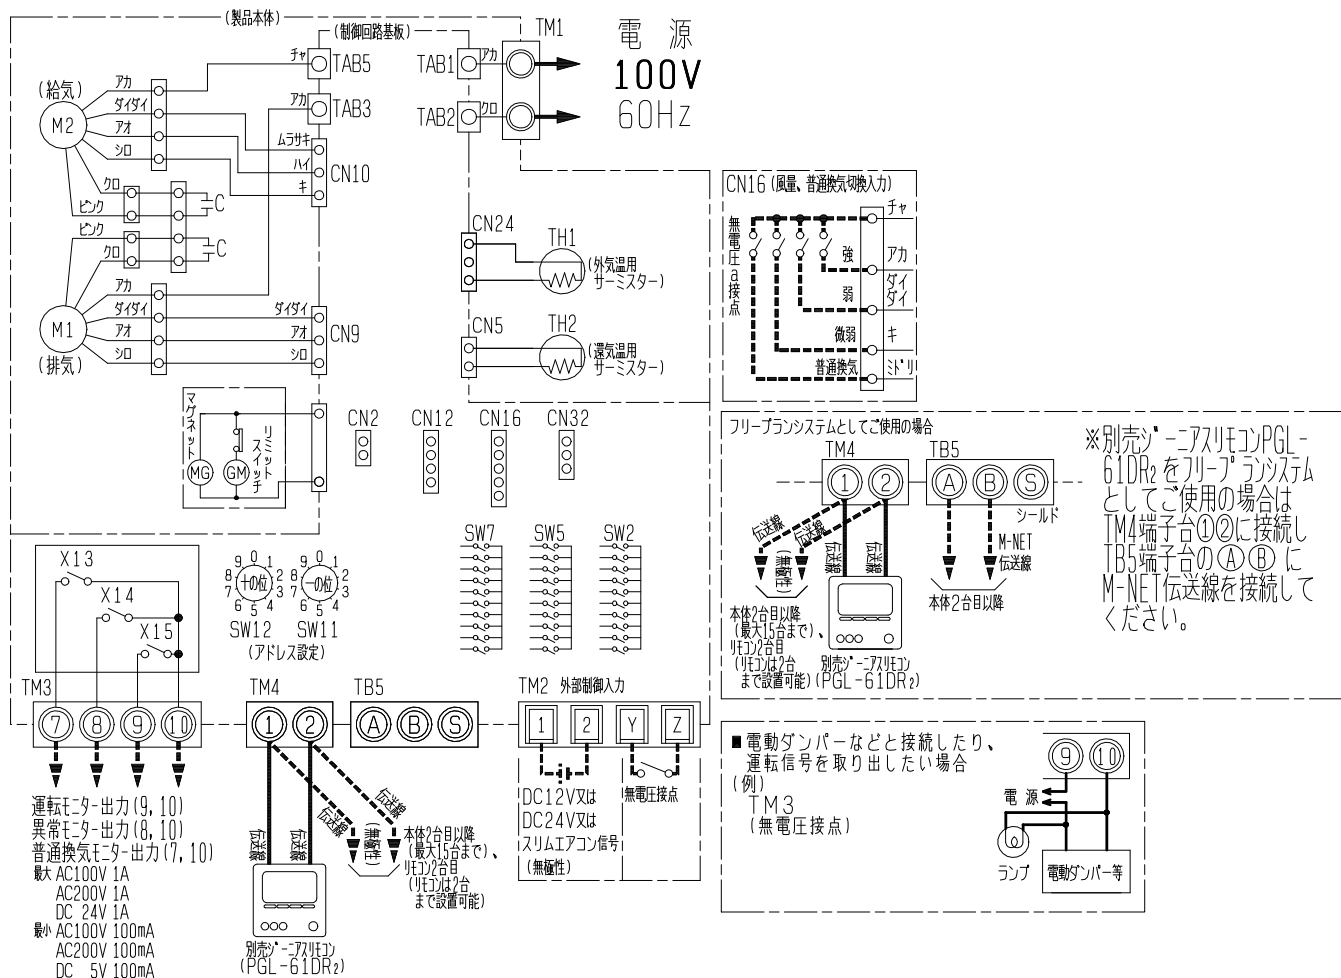 (製品本体)
(制御回路基板)
TM1
電 源
100V
60Hz
チャ
TAB5
TAB1
アカ
アカ
TAB3
TAB2
クロ
(給気)
M2
アカ
ダイダイ
アオ
シロ
ムラサキ
ハイ
キ
CN10
クロ
ピンク
C
ピンク
クロ
C
アカ
ダイダイ
アオ
シロ
M1
(排気)
ダイダイ
アオ
シロ
CN9
CN24
TH1
(外気温用
サーミスター)
CN5
TH2
(還気温用
サーミスター)
CN16 (風量、普通換気切換入力)
無電圧a接点
チャ
強
アカ
弱
ダイダイ
微弱
キ
普通換気
ミドリ
マグネット
MG
GM
リミットスイッチ
CN2
CN12
CN16
CN32
SW7
SW5
SW2
X13
X14
X15
0 1 2 3 4 5 6 7 8 9
十の位
SW12
0 1 2 3 4 5 6 7 8 9
一の位
SW11
(アドレス設定)
TM3
7 8 9 10
運転モニター出力(9,10)
異常モニター出力(8,10)
普通換気モニター出力(7,10)
最大 AC100V 1A
AC200V 1A
DC 24V 1A
最小 AC100V 100mA
AC200V 100mA
DC 5V 100mA
TM4
1 2
TB5
A B S
伝送線
伝送線
伝送線
伝送線
(無極性)
本体2台目以降
(最大15台まで)、
リモコン2台目
(リモコンは2台
まで設置可能)
別売ジーニアスリモコン
(PGL-61DR2)
TM2 外部制御入力
1 2 Y Z
DC12V又は
DC24V又は
スリムエアコン信号
(無極性)
無電圧接点
フリープランシステムとしてご使用の場合
TM4
1 2
TB5
A B S
シールド
伝送線
伝送線
伝送線
伝送線
(無極性)
M-NET
伝送線
本体2台目以降
本体2台目以降
(最大15台まで)、
リモコン2台目
(リモコンは2台
まで設置可能)
別売ジーニアスリモコン
(PGL-61DR2)
※別売ジーニアスリモコンPGL-
61DR2をフリープランシステム
としてご使用の場合は
TM4端子台①②に接続し
TB5端子台のⒶⒷに
M-NET伝送線を接続して
ください。
■電動ダンパーなどと接続したり、
運転信号を取り出したい場合
(例)
TM3
(無電圧接点)
9 10
電 源
ランプ
電動ダンパー等